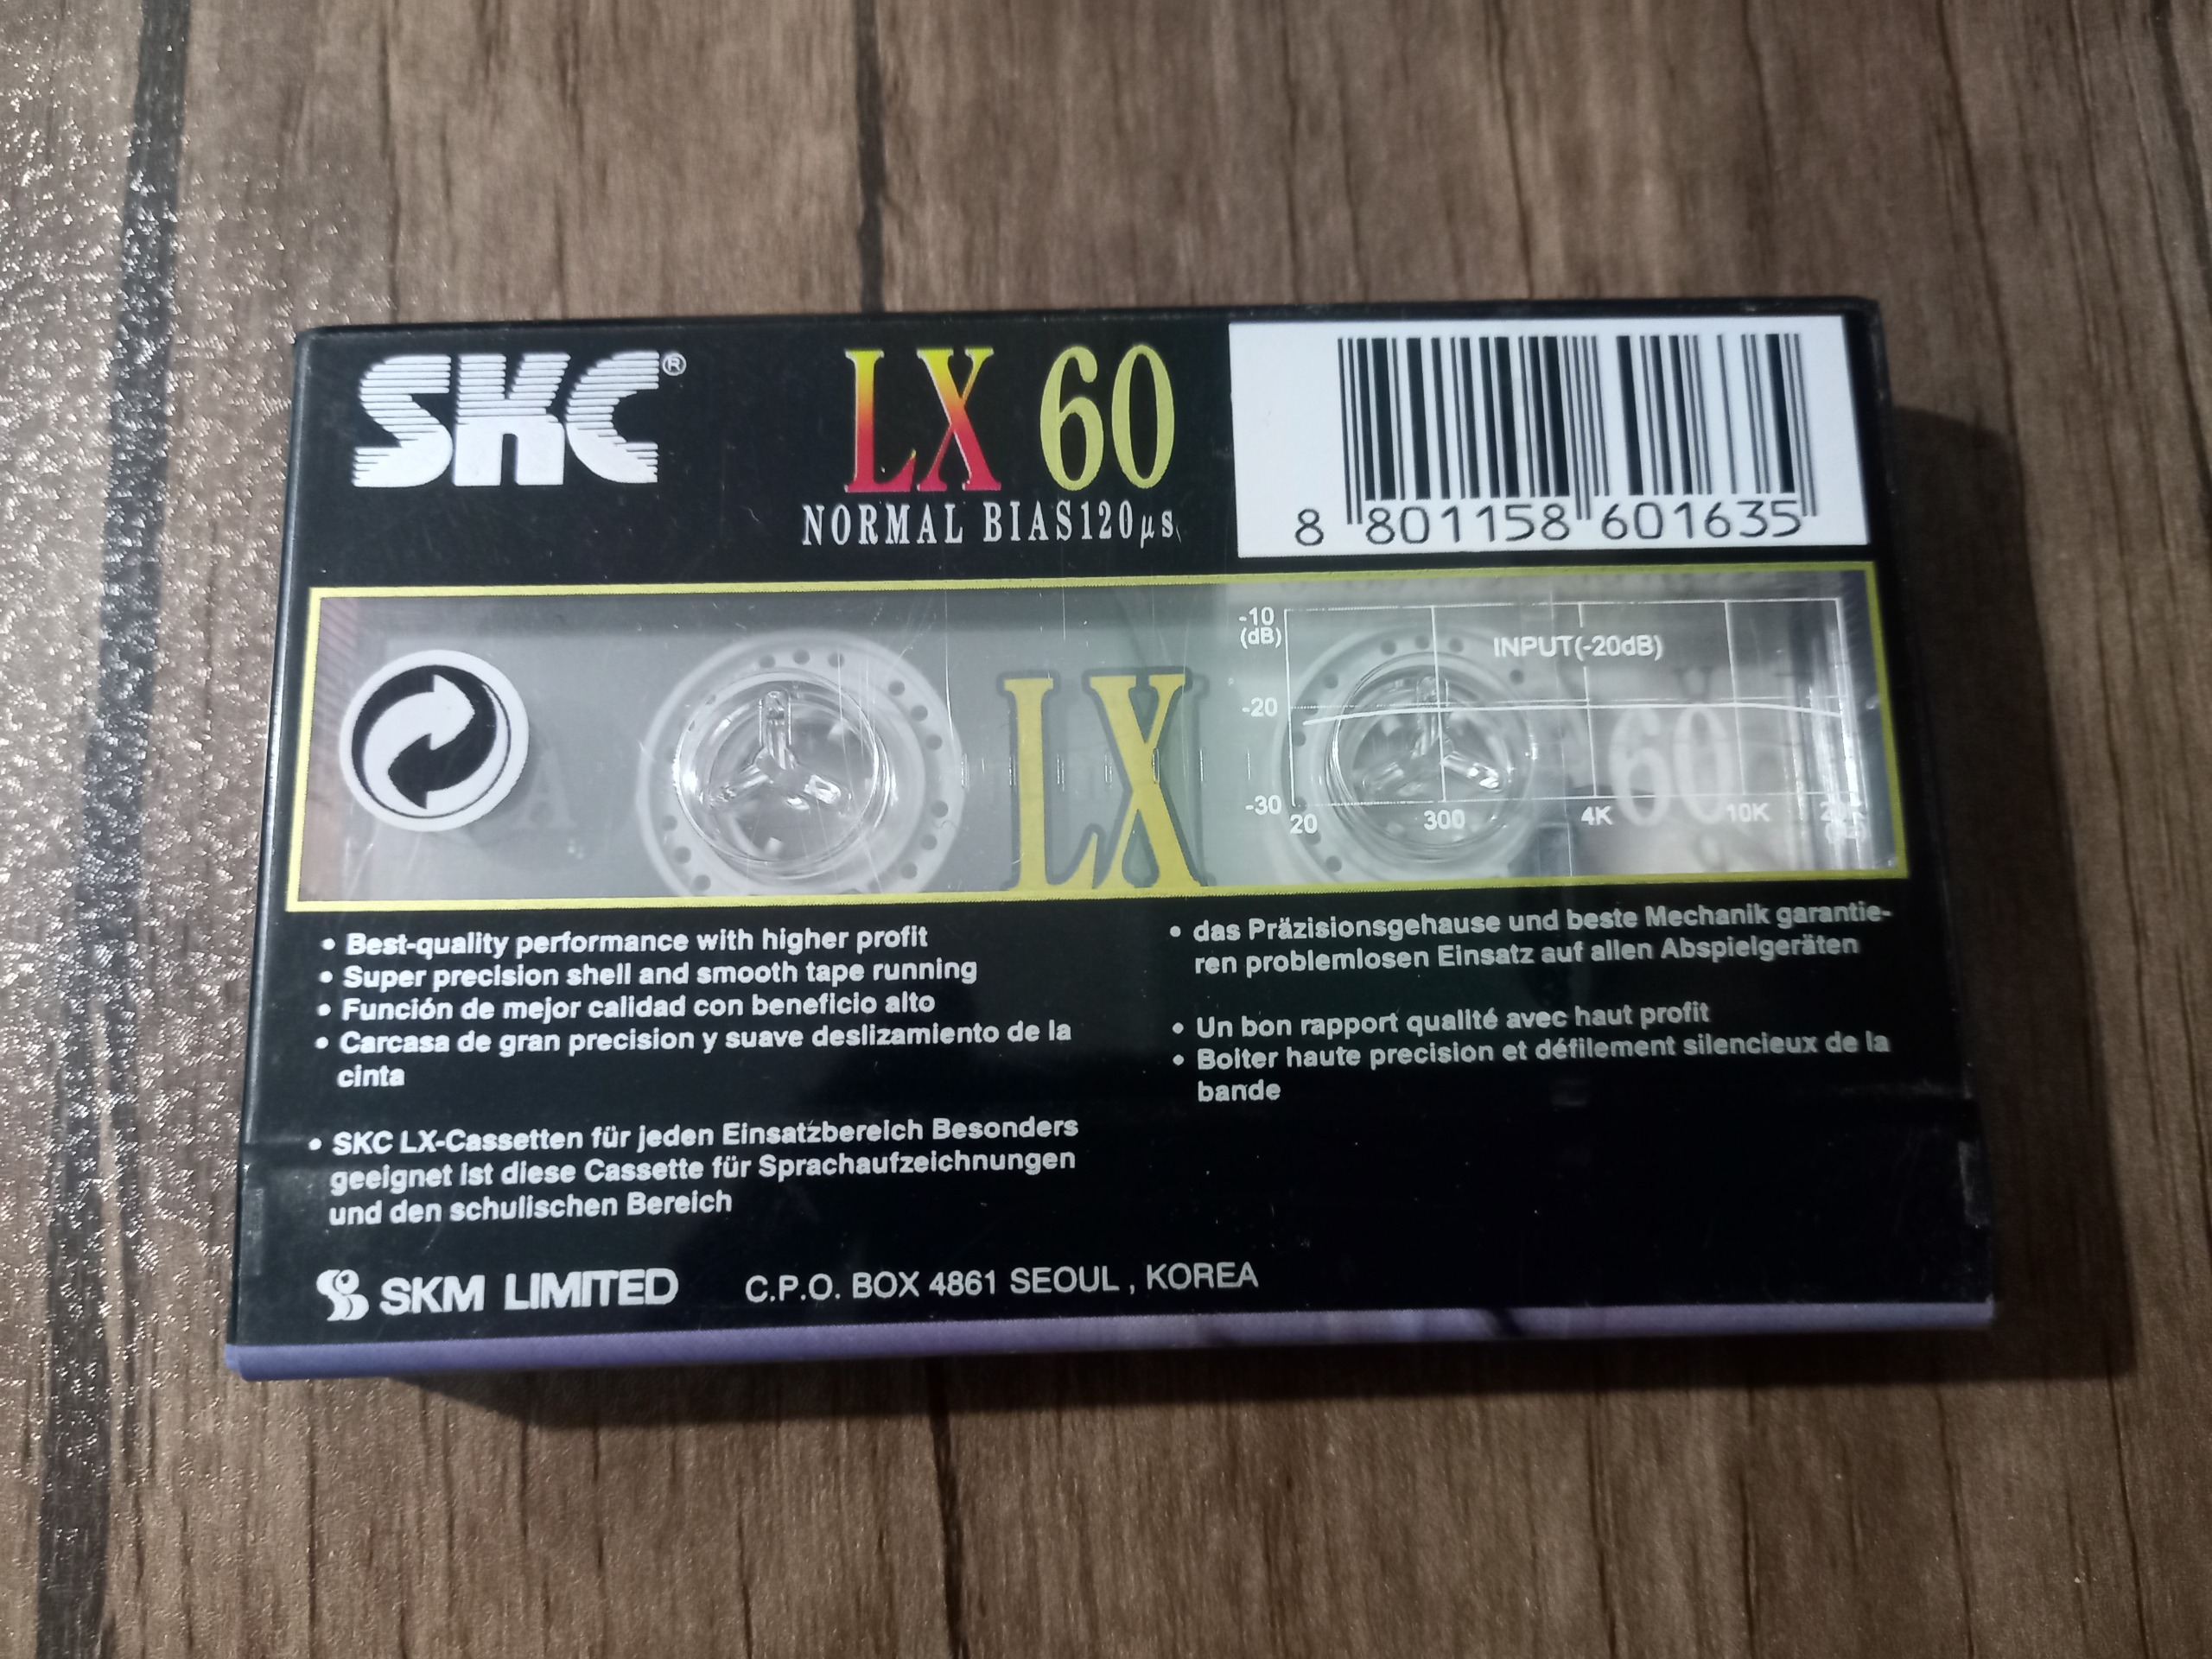 SKC®
LX 60
NORMAL BIAS 120µs
8 801158 601635
-10
(dB)
INPUT(-20dB)
-20
-30
20 300 4K 10K
A
LX
60
• Best-quality performance with higher profit
• Super precision shell and smooth tape running
• Función de mejor calidad con beneficio alto
• Carcasa de gran precision y suave deslizamiento de la
cinta
• SKC LX-Cassetten für jeden Einsatzbereich Besonders
geeignet ist diese Cassette für Sprachaufzeichnungen
und den schulischen Bereich
• das Präzisionsgehause und beste Mechanik garantie-
ren problemlosen Einsatz auf allen Abspielgeräten
• Un bon rapport qualité avec haut profit
• Boiter haute precision et défilement silencieux de la
bande
SKM LIMITED C.P.O. BOX 4861 SEOUL , KOREA